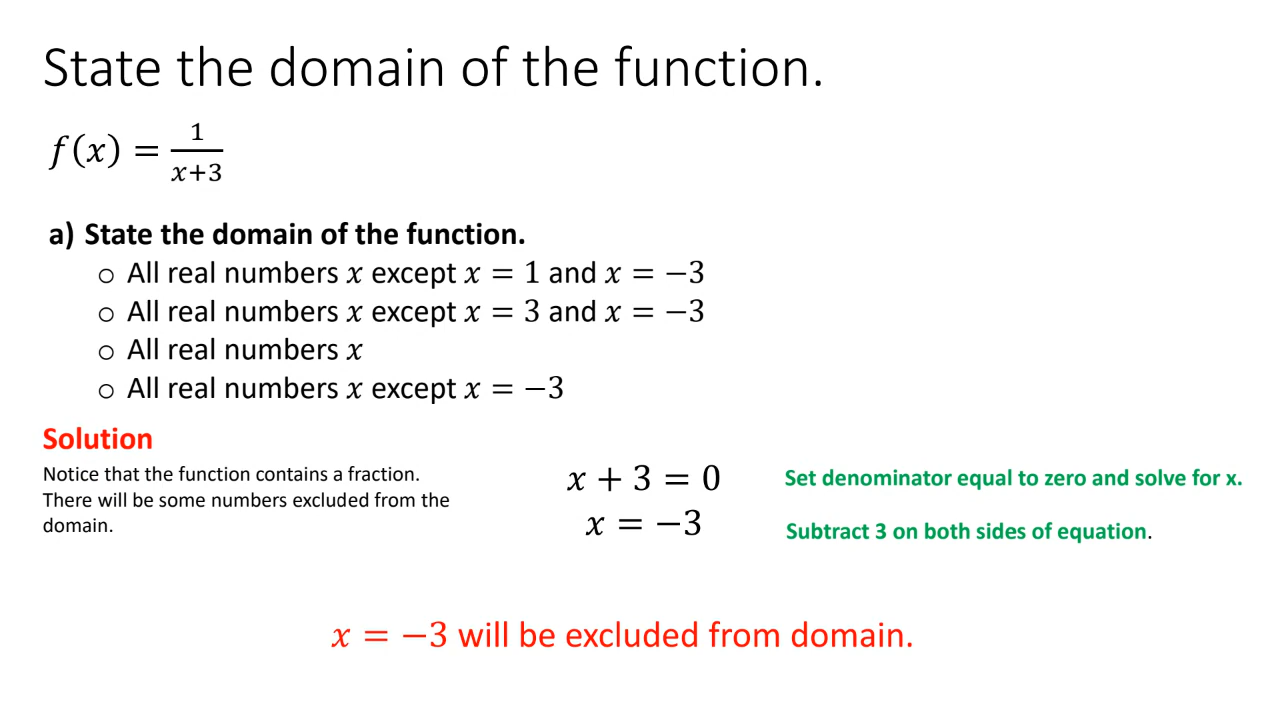 State the domain of the function.
f(x) = 1/(x+3)
a) State the domain of the function.
○ All real numbers x except x = 1 and x = −3
○ All real numbers x except x = 3 and x = −3
○ All real numbers x
○ All real numbers x except x = −3
Solution
Notice that the function contains a fraction.
There will be some numbers excluded from the
domain.
x + 3 = 0
Set denominator equal to zero and solve for x.
x = −3
Subtract 3 on both sides of equation.
x = −3 will be excluded from domain.